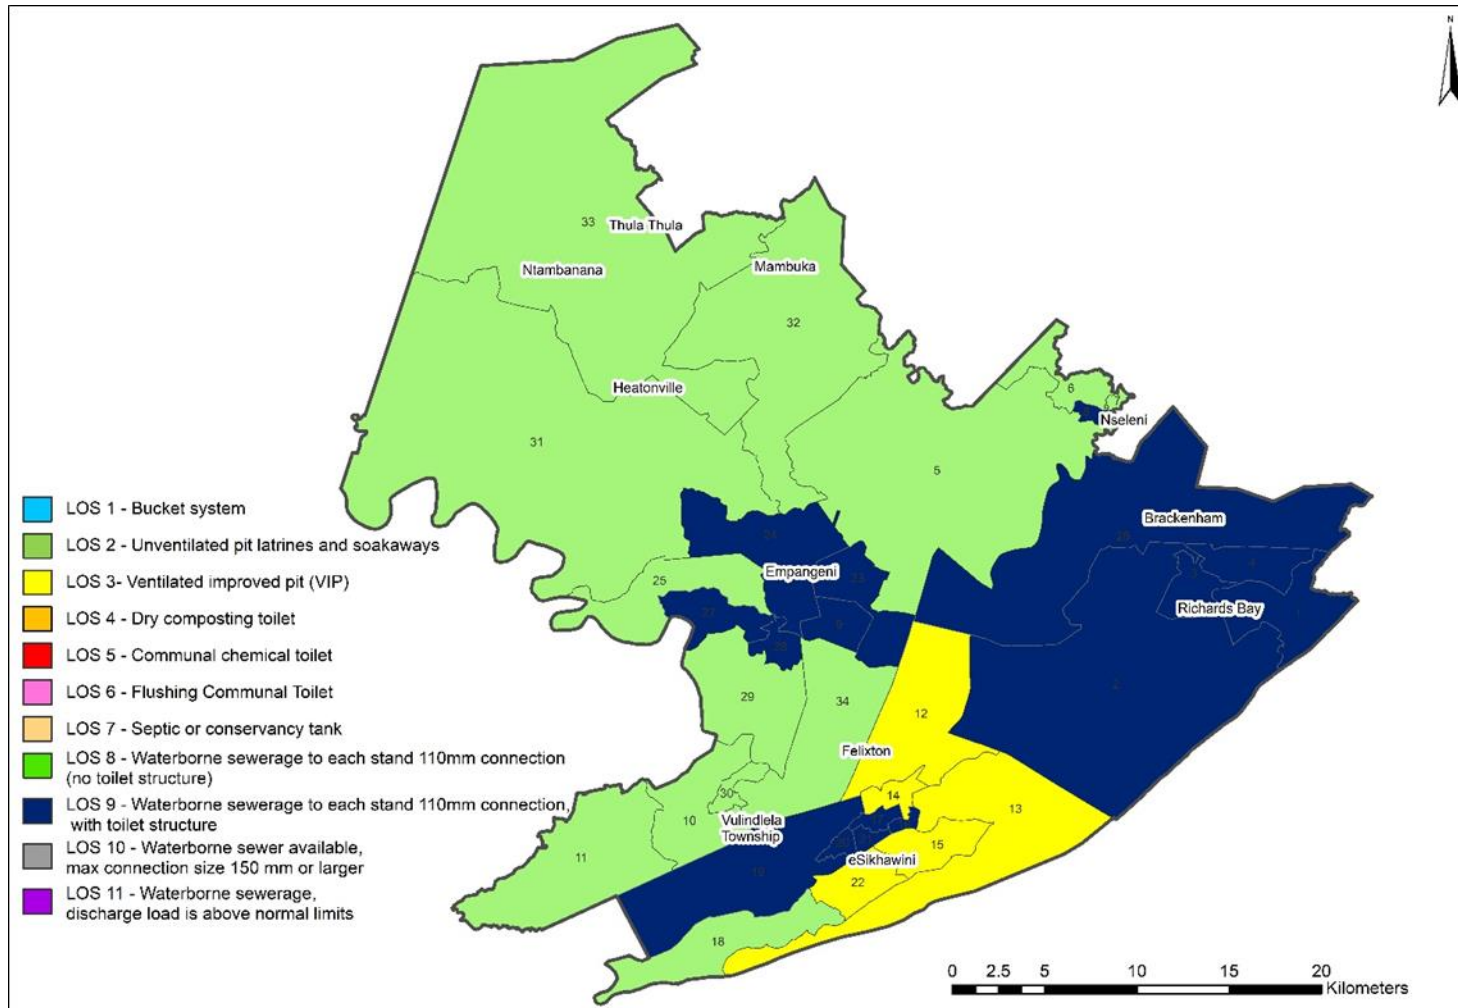 N
33
Thula Thula
Ntambanana
Mambuka
32
Heatonville
6
Nseleni
31
5
LOS 1 - Bucket system
LOS 2 - Unventilated pit latrines and soakaways
LOS 3- Ventilated improved pit (VIP)
LOS 4 - Dry composting toilet
LOS 5 - Communal chemical toilet
LOS 6 - Flushing Communal Toilet
LOS 7 - Septic or conservancy tank
LOS 8 - Waterborne sewerage to each stand 110mm connection
(no toilet structure)
LOS 9 - Waterborne sewerage to each stand 110mm connection,
with toilet structure
LOS 10 - Waterborne sewer available,
max connection size 150 mm or larger
LOS 11 - Waterborne sewerage,
discharge load is above normal limits
Brackenham
24
Empangeni
23
25
Richards Bay
27
9
28
29
34
12
Felixton
14
13
30
10
Vulindlela
Township
15
eSikhawini
11
22
19
18
0 2.5 5 10 15 20
Kilometers